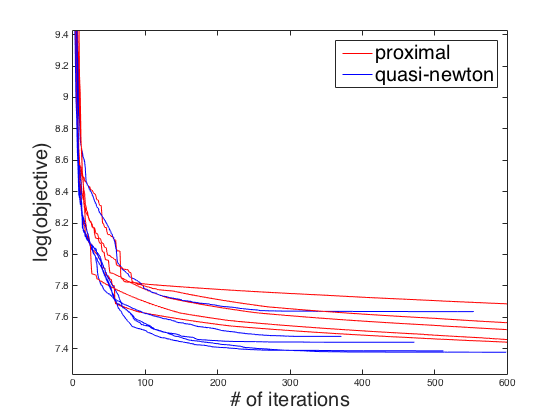 9.4
9.2
9
8.8
8.6
8.4
8.2
8
7.8
7.6
7.4
log(objective)
proximal
quasi-newton
0 100 200 300 400 500 600
# of iterations